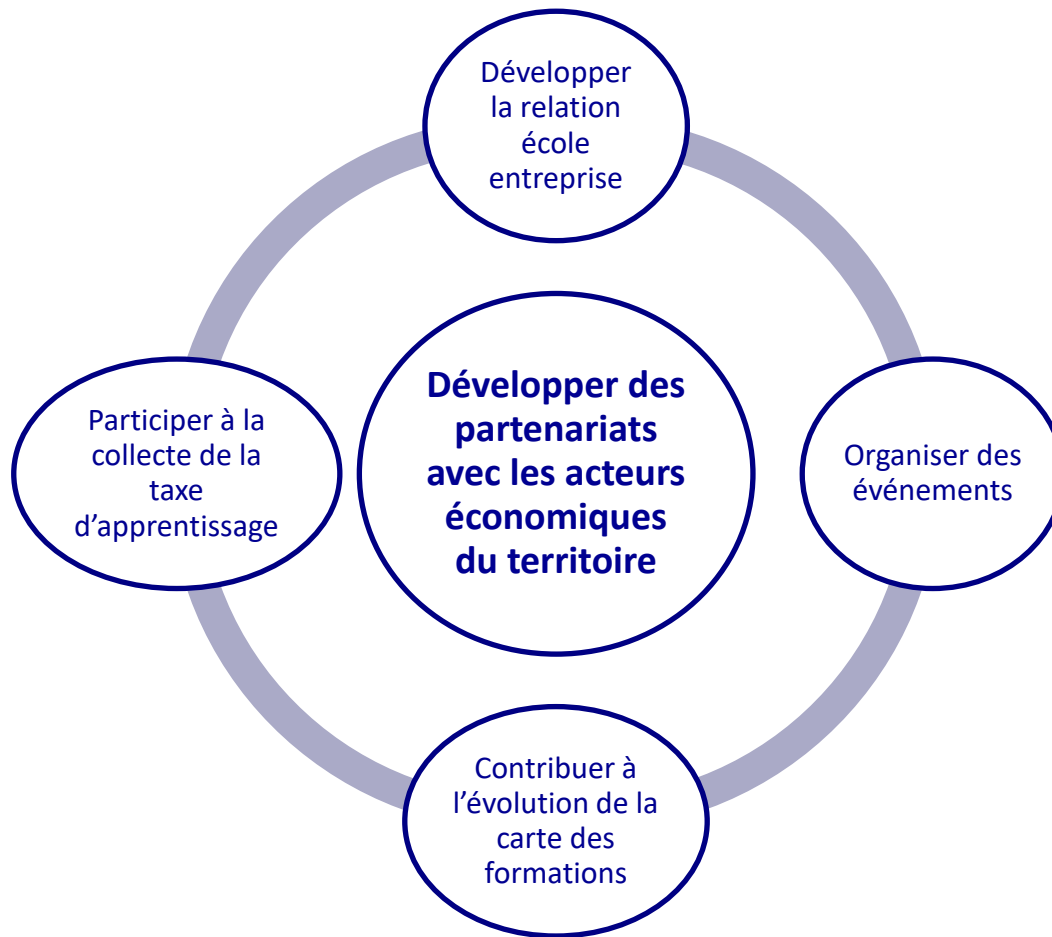 Développer
la relation
école
entreprise
Participer à la
collecte de la
taxe
d’apprentissage
Développer des
partenariats
avec les acteurs
économiques
du territoire
Organiser des
événements
Contribuer à
l’évolution de la
carte des
formations